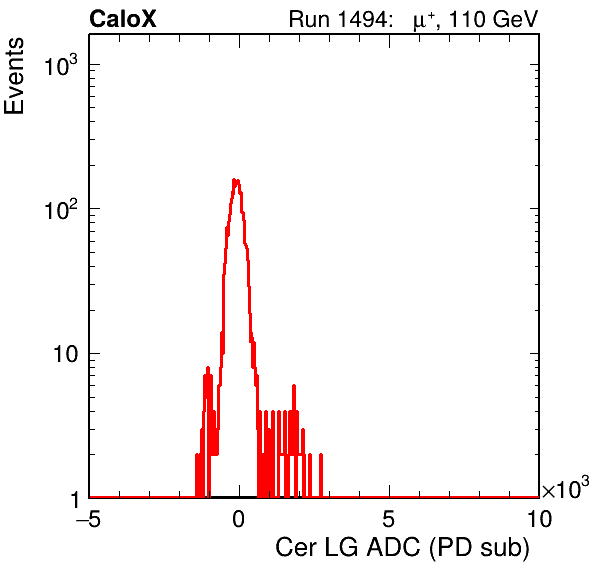 CaloX Run 1494: μ⁺, 110 GeV
Events
10³
10²
10
1
−5 0 5 10
×10³
Cer LG ADC (PD sub)